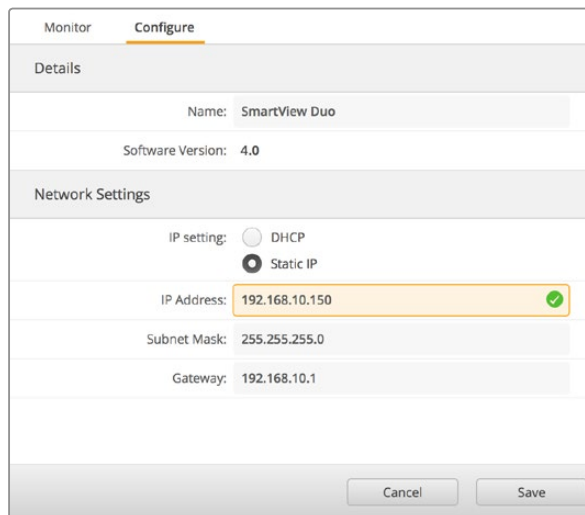 Monitor Configure
Details
Name: SmartView Duo
Software Version: 4.0
Network Settings
IP setting: DHCP
Static IP
IP Address: 192.168.10.150
Subnet Mask: 255.255.255.0
Gateway: 192.168.10.1
Cancel Save